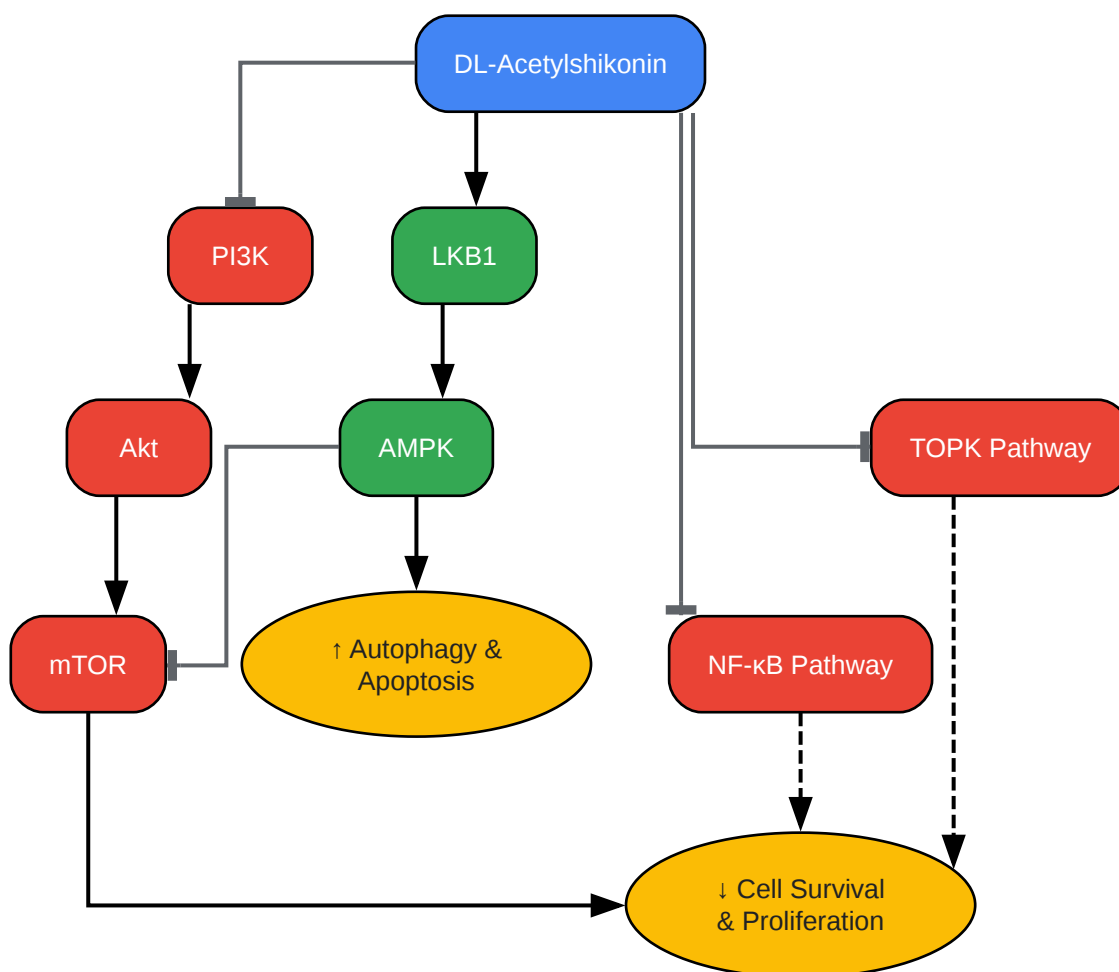 DL-Acetylshikonin
PI3K
LKB1
Akt
AMPK
TOPK Pathway
mTOR
↑ Autophagy &
Apoptosis
NF-κB Pathway
↓ Cell Survival
& Proliferation